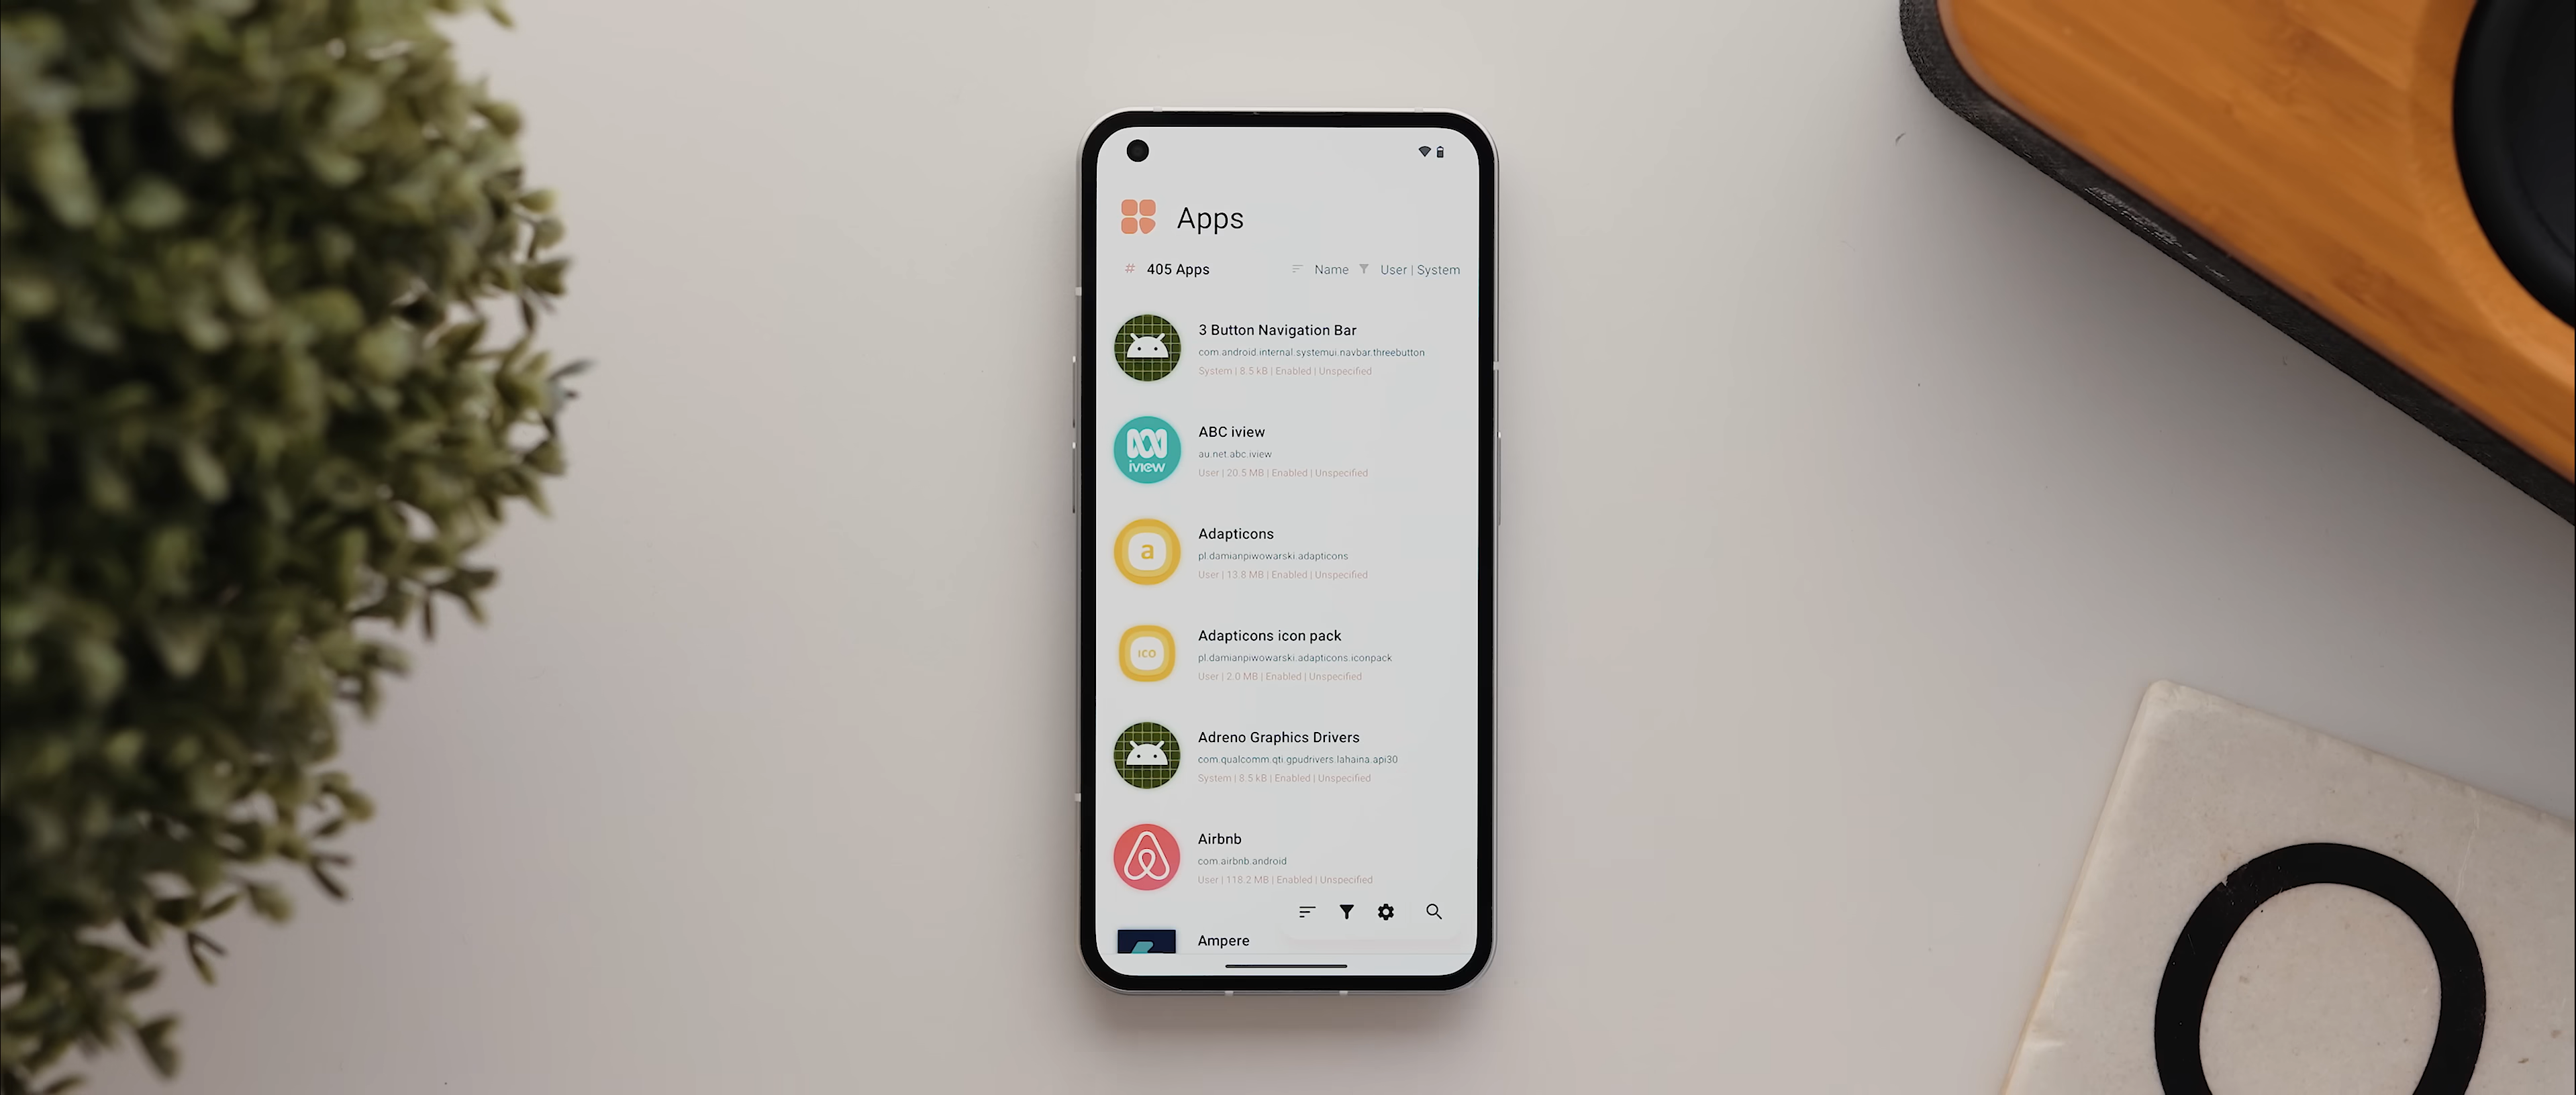 Apps
# 405 Apps Name User | System
3 Button Navigation Bar
com.android.internal.systemui.navbar.threebutton
System | 8.5 kB | Enabled | Unspecified
ABC iview
iview
au.net.abc.iview
User | 20.5 MB | Enabled | Unspecified
Adapticons
a
pl.damianpiwowarski.adapticons
User | 13.8 MB | Enabled | Unspecified
Adapticons icon pack
ICO
pl.damianpiwowarski.adapticons.iconpack
User | 2.0 MB | Enabled | Unspecified
Adreno Graphics Drivers
com.qualcomm.qti.gpudrivers.lahaina.api30
System | 8.5 kB | Enabled | Unspecified
Airbnb
com.airbnb.android
User | 118.2 MB | Enabled | Unspecified
Ampere